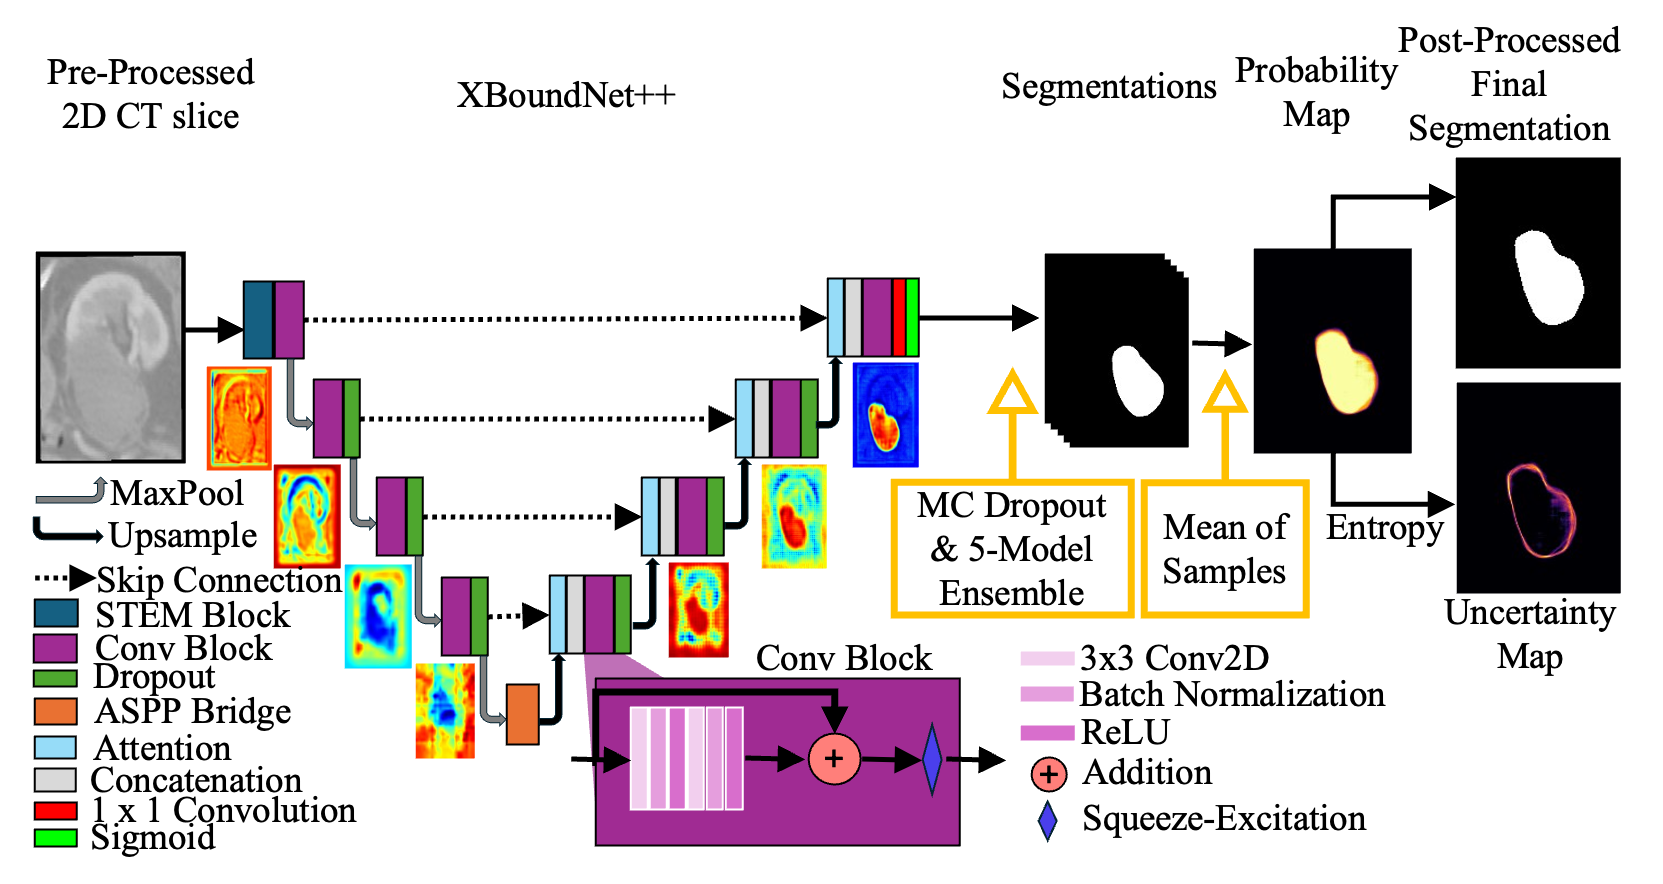 Pre-Processed
2D CT slice
XBoundNet++
Segmentations
Probability
Map
Post-Processed
Final
Segmentation
MaxPool
Upsample
Skip Connection
STEM Block
Conv Block
Dropout
ASPP Bridge
Attention
Concatenation
1 x 1 Convolution
Sigmoid
MC Dropout
& 5-Model
Ensemble
Mean of
Samples
Entropy
Uncertainty
Map
Conv Block
+
3x3 Conv2D
Batch Normalization
ReLU
+ Addition
Squeeze-Excitation